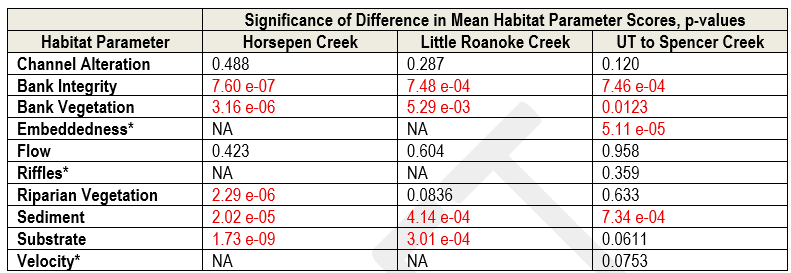 Significance of Difference in Mean Habitat Parameter Scores, p-values
Habitat Parameter Horsepen Creek Little Roanoke Creek UT to Spencer Creek
Channel Alteration 0.488 0.287 0.120
Bank Integrity 7.60 e-07 7.48 e-04 7.46 e-04
Bank Vegetation 3.16 e-06 5.29 e-03 0.0123
Embeddedness* NA NA 5.11 e-05
Flow 0.423 0.604 0.958
Riffles* NA NA 0.359
Riparian Vegetation 2.29 e-06 0.0836 0.633
Sediment 2.02 e-05 4.14 e-04 7.34 e-04
Substrate 1.73 e-09 3.01 e-04 0.0611
Velocity* NA NA 0.0753